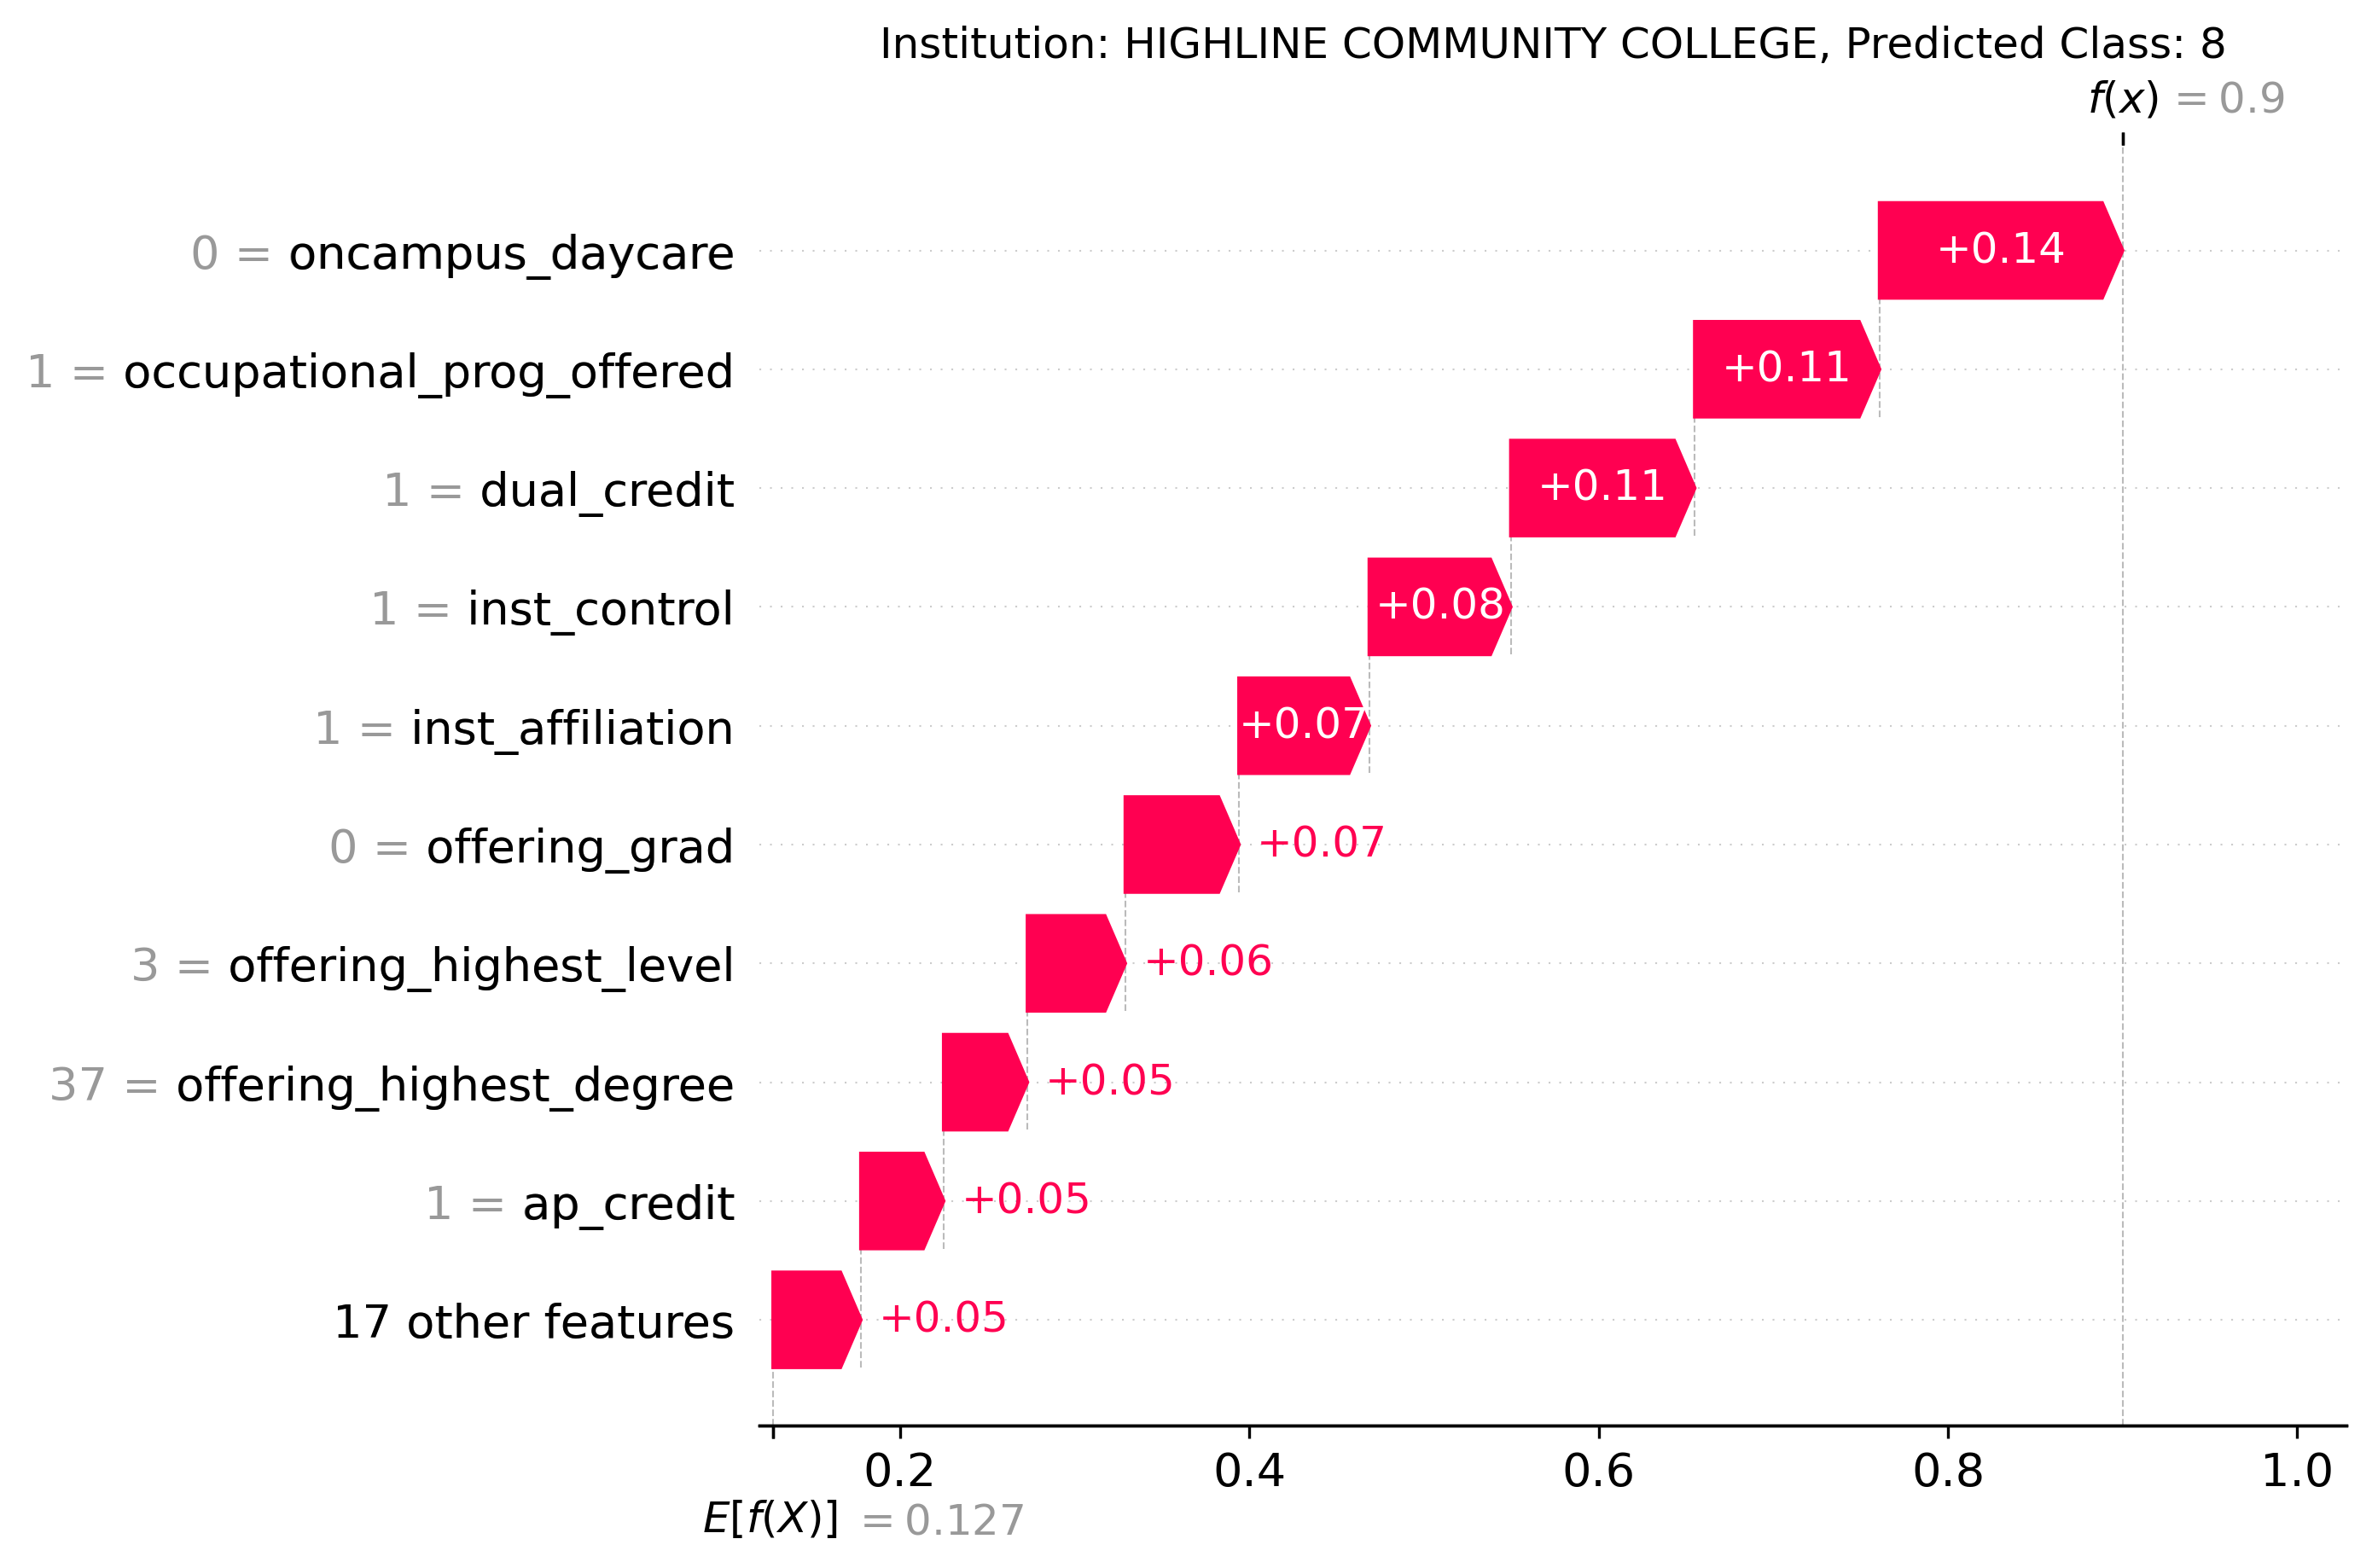 Institution: HIGHLINE COMMUNITY COLLEGE, Predicted Class: 8
f(x) = 0.9
0 = oncampus_daycare +0.14
1 = occupational_prog_offered +0.11
1 = dual_credit +0.11
1 = inst_control +0.08
1 = inst_affiliation +0.07
0 = offering_grad +0.07
3 = offering_highest_level +0.06
37 = offering_highest_degree +0.05
1 = ap_credit +0.05
17 other features +0.05
0.2 0.4 0.6 0.8 1.0
E[f(X)] = 0.127